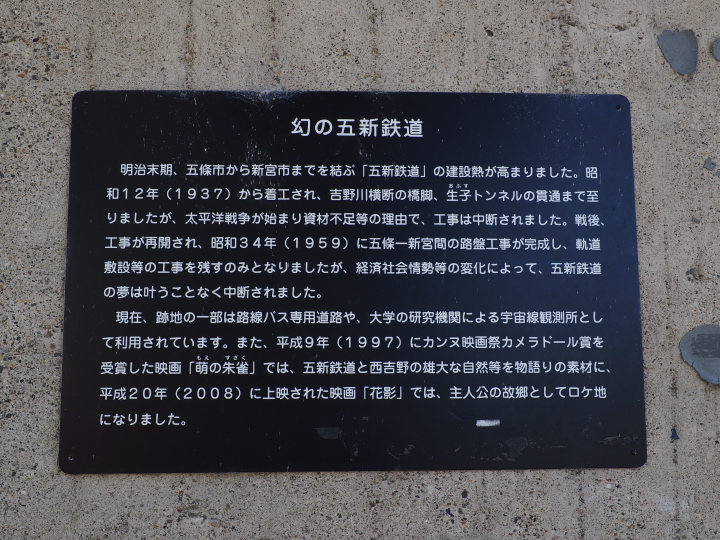 幻の五新鉄道
明治末期、五條市から新宮市までを結ぶ「五新鉄道」の建設熱が高まりました。昭
和12年（1937）から着工され、吉野川横断の橋脚、生子トンネルの貫通まで至
おぶす
りましたが、太平洋戦争が始まり資材不足等の理由で、工事は中断されました。戦後、
工事が再開され、昭和34年（1959）に五條ー新宮間の路盤工事が完成し、軌道
敷設等の工事を残すのみとなりましたが、経済社会情勢等の変化によって、五新鉄道
の夢は叶うことなく中断されました。
現在、跡地の一部は路線バス専用道路や、大学の研究機関による宇宙線観測所とし
て利用されています。また、平成9年（1997）にカンヌ映画祭カメラドール賞を
もえ すざく
受賞した映画「萌の朱雀」では、五新鉄道と西吉野の雄大な自然等を物語りの素材に、
平成20年（2008）に上映された映画「花影」では、主人公の故郷としてロケ地
になりました。